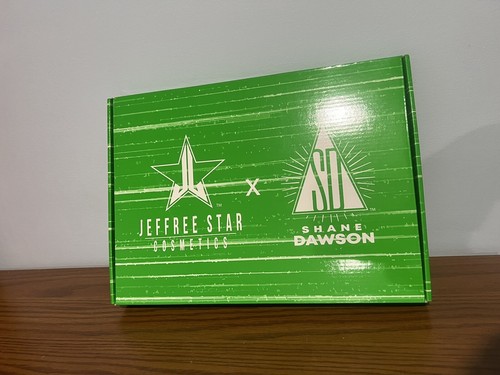 JEFFREE STAR
COSMETICS
X
SD
SHANE
DAWSON